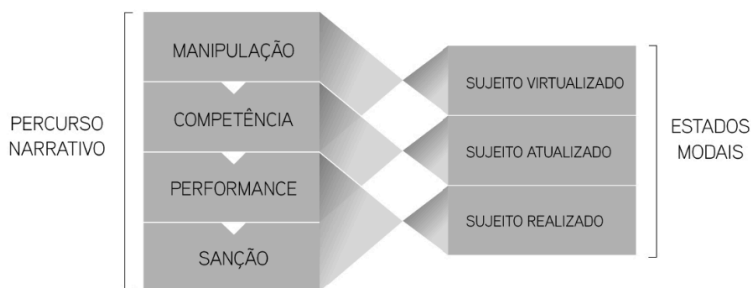 PERCURSO
NARRATIVO
MANIPULAÇÃO
COMPETÊNCIA
PERFORMANCE
SANÇÃO
SUJEITO VIRTUALIZADO
SUJEITO ATUALIZADO
SUJEITO REALIZADO
ESTADOS
MODAIS